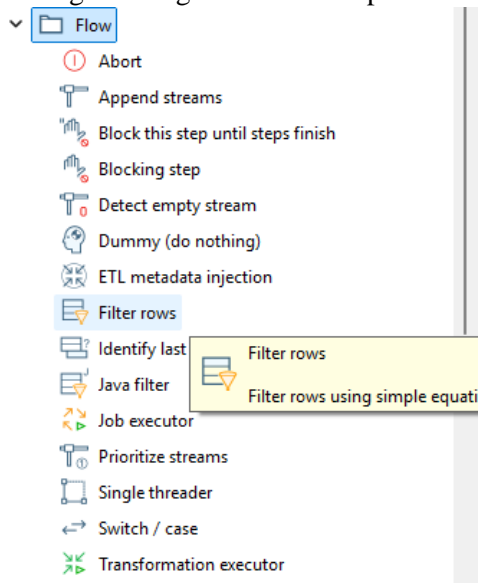 Flow
Abort
Append streams
Block this step until steps finish
Blocking step
Detect empty stream
Dummy (do nothing)
ETL metadata injection
Filter rows
Identify last
Filter rows
Java filter
Filter rows using simple equati
Job executor
Prioritize streams
Single threader
Switch / case
Transformation executor